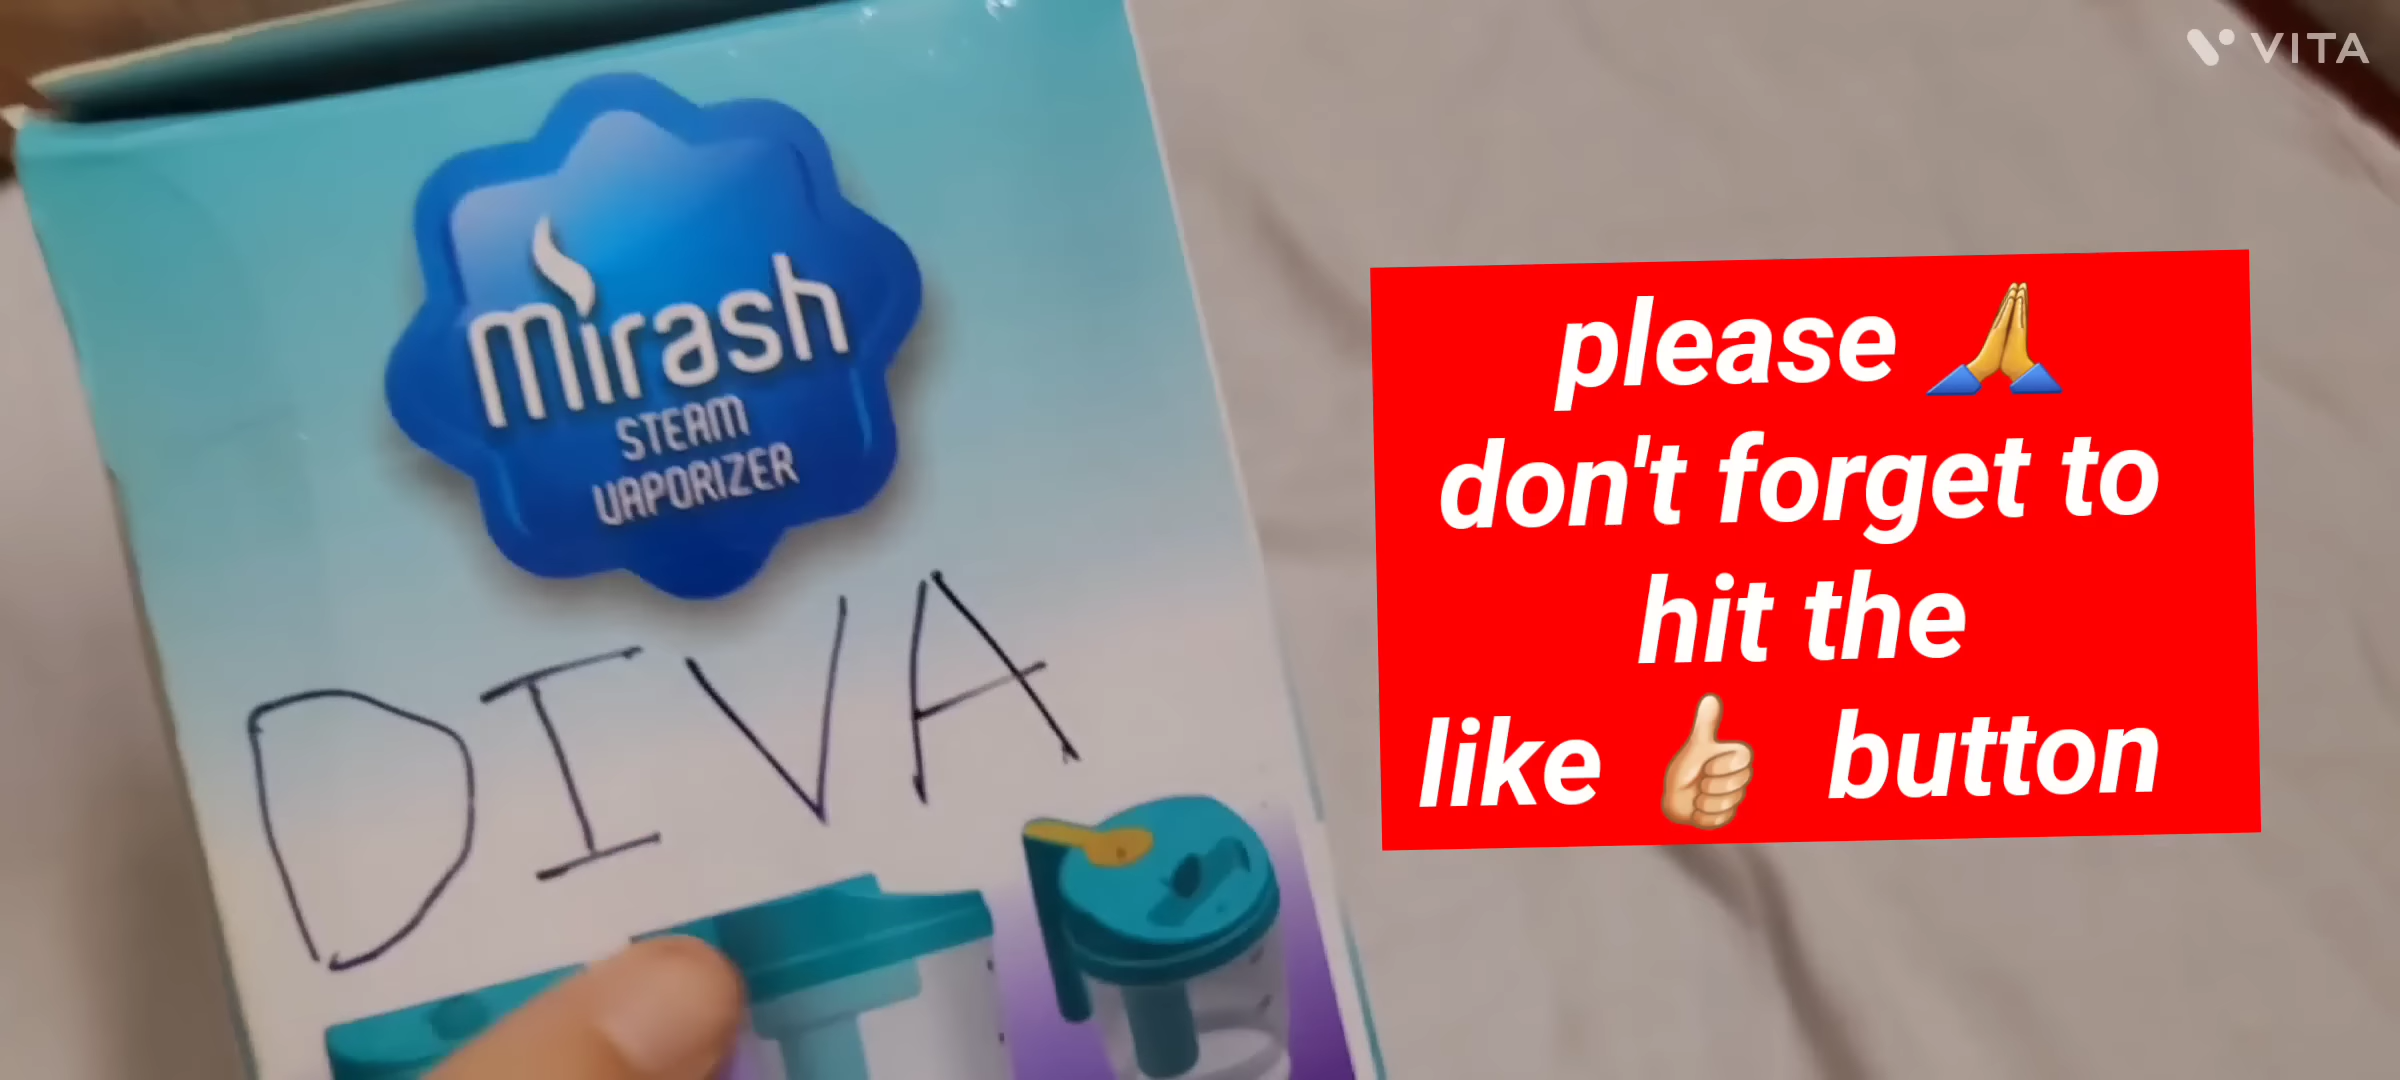 VITA
mirash
STEAM
VAPORIZER
DIVA
please 🙏
don't forget to
hit the
like 👍🏻 button